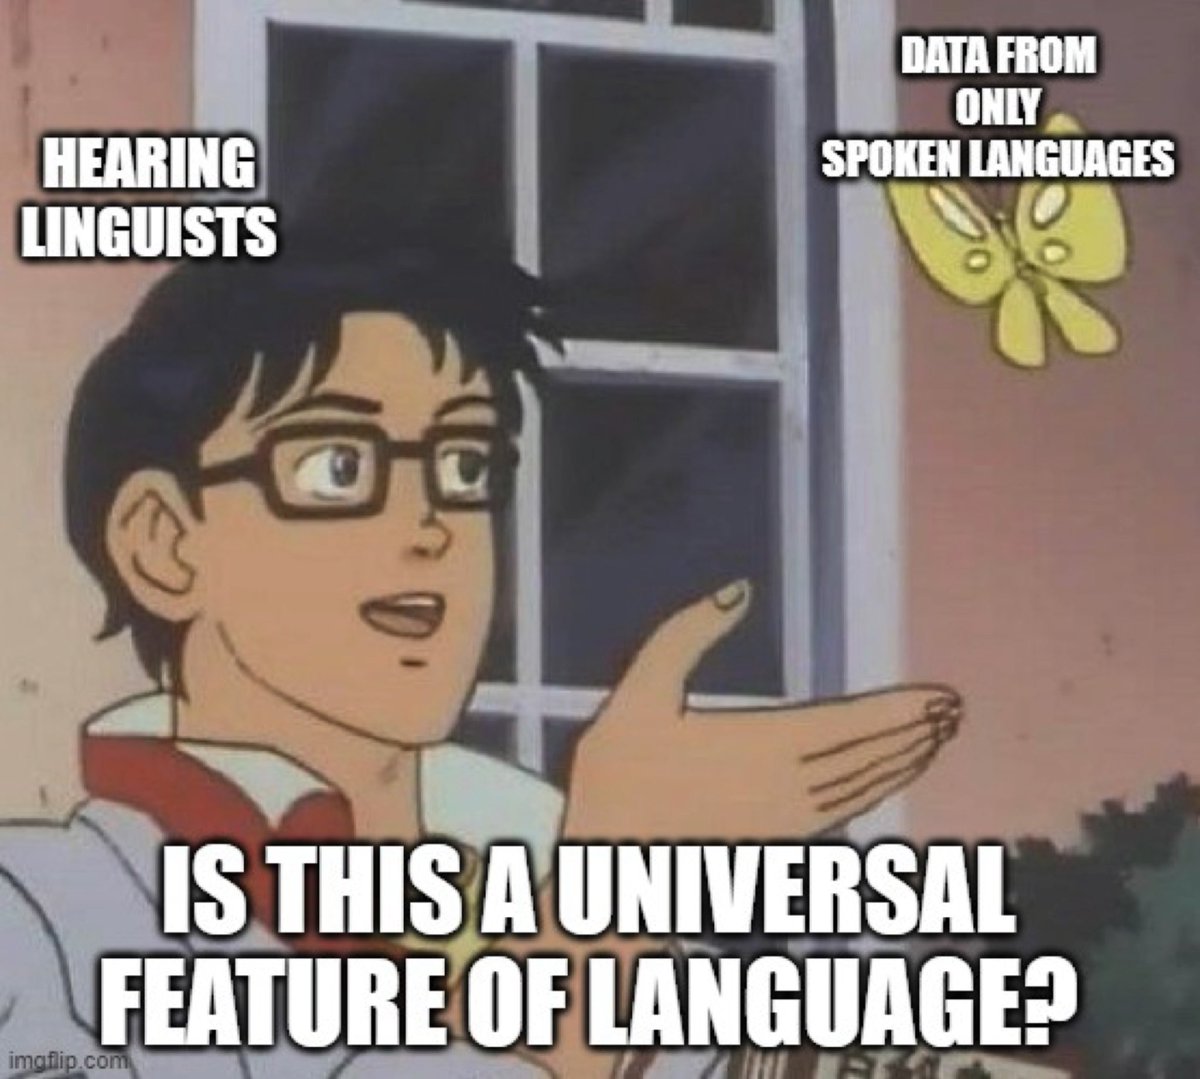 HEARING
LINGUISTS
DATA FROM
ONLY
SPOKEN LANGUAGES
IS THIS A UNIVERSAL
FEATURE OF LANGUAGE?
imgflip.com